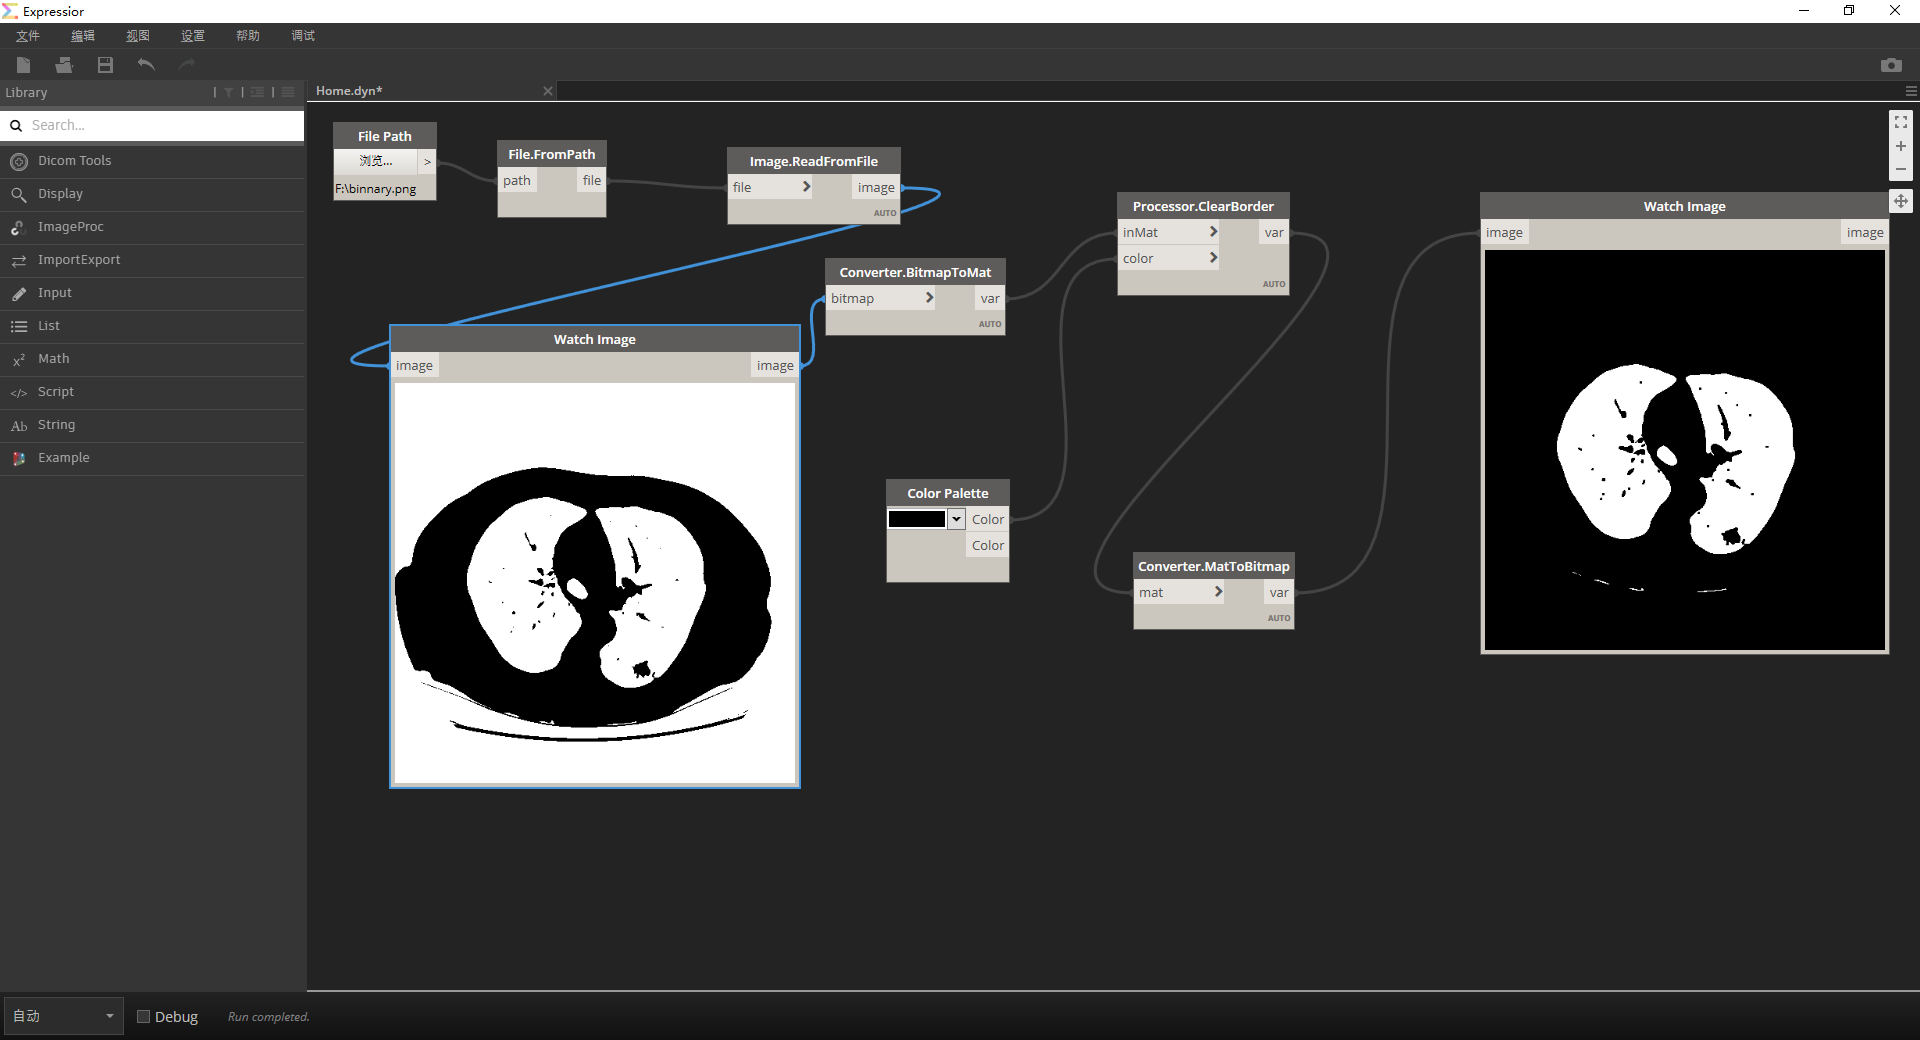 Expressior
文件 编辑 视图 设置 帮助 调试
Library
Home.dyn*
Search...
Dicom Tools
Display
ImageProc
ImportExport
Input
List
Math
Script
String
Example
File Path
浏览... >
F:\binnary.png
File.FromPath
path file
Image.ReadFromFile
file image
AUTO
Converter.BitmapToMat
bitmap var
AUTO
Processor.ClearBorder
inMat var
color
AUTO
Watch Image
image image
Watch Image
image image
Color Palette
Color
Color
Converter.MatToBitmap
mat var
AUTO
自动 Debug Run completed.